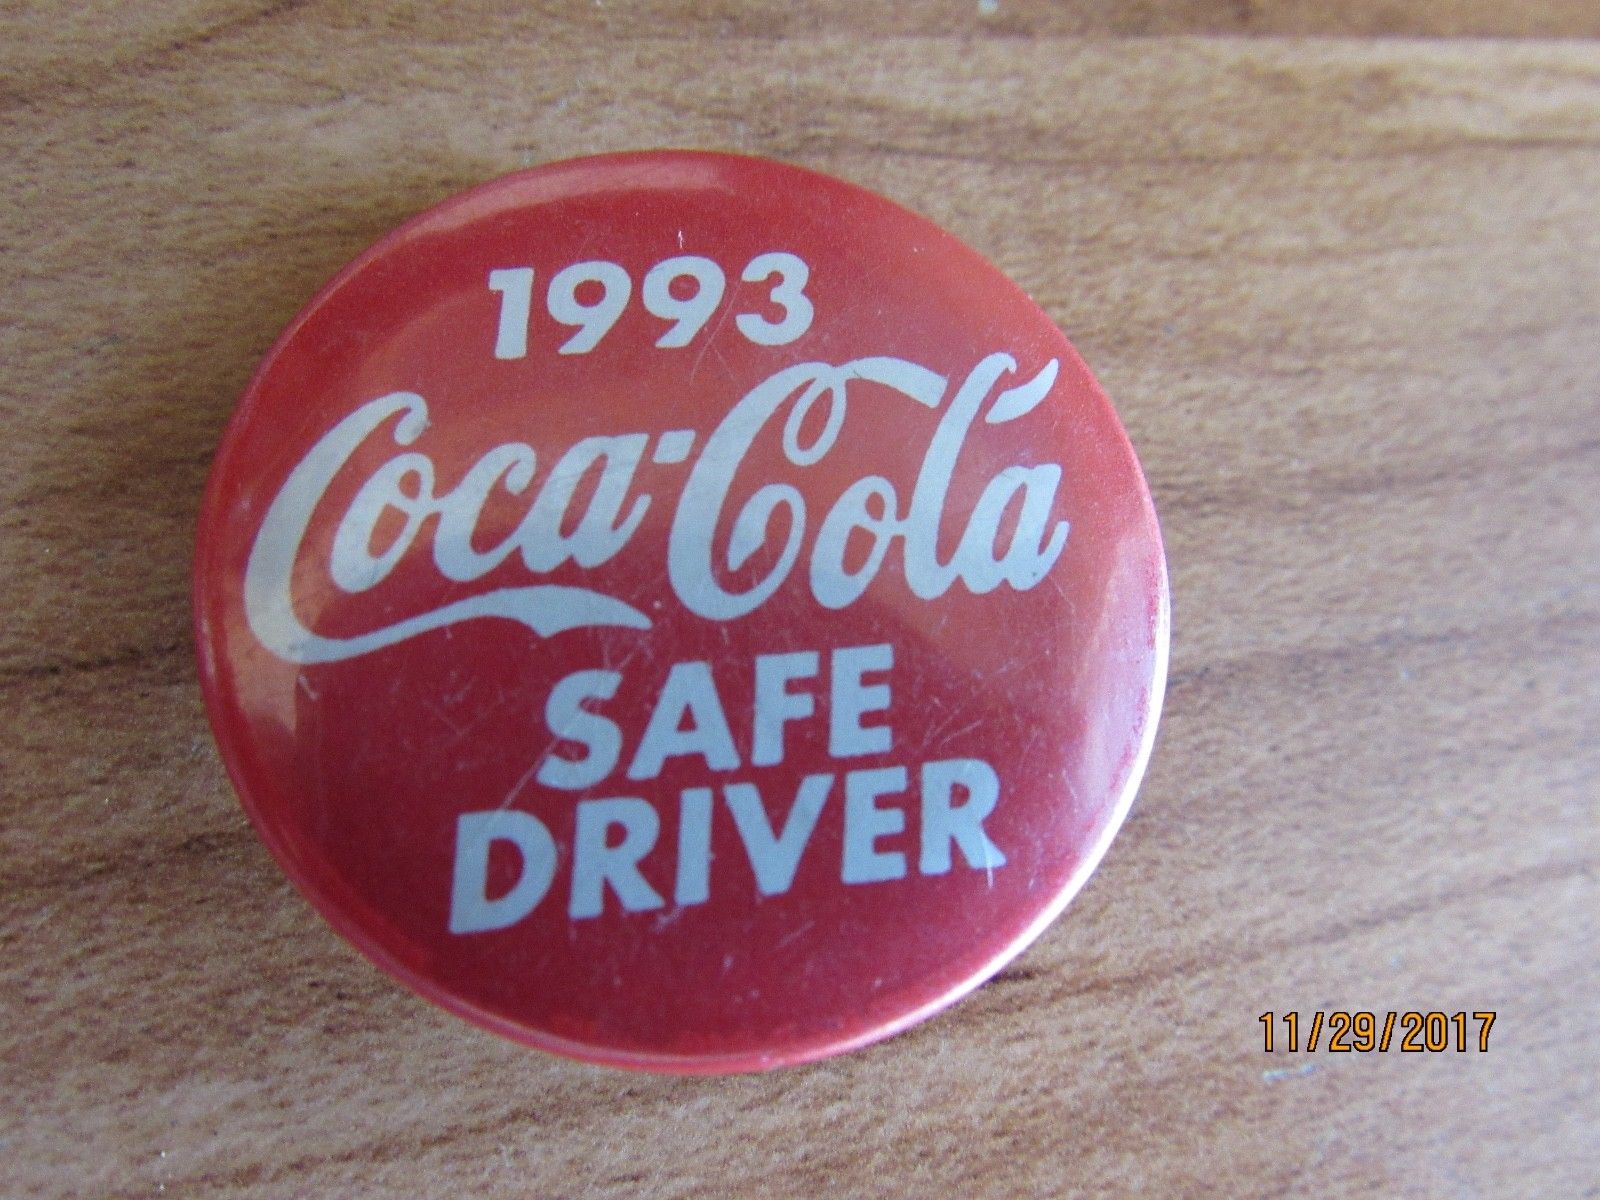 1993
Coca-Cola
SAFE
DRIVER
11/29/2017